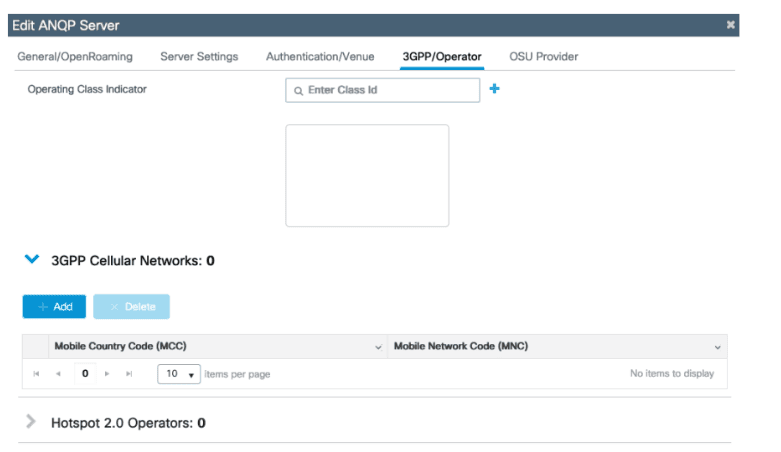 Edit ANQP Server
General/OpenRoaming Server Settings Authentication/Venue 3GPP/Operator OSU Provider
Operating Class Indicator Enter Class Id
3GPP Cellular Networks: 0
Add Delete
Mobile Country Code (MCC) Mobile Network Code (MNC)
0 10 items per page No items to display
Hotspot 2.0 Operators: 0